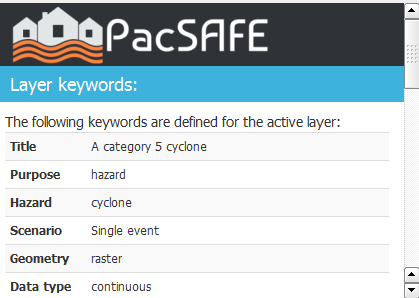 PacSAFE
Layer keywords:
The following keywords are defined for the active layer:
Title A category 5 cyclone
Purpose hazard
Hazard cyclone
Scenario Single event
Geometry raster
Data type continuous